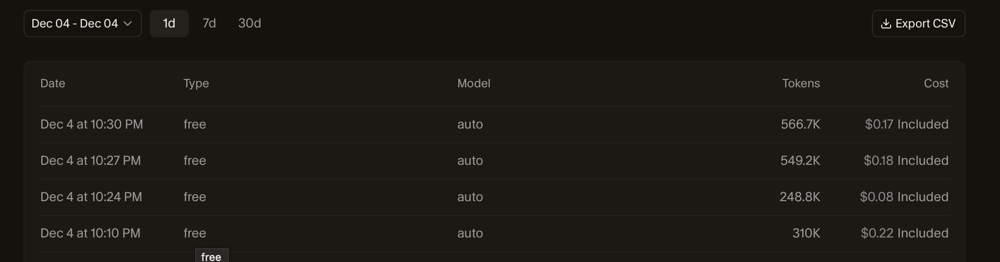 Dec 04 - Dec 04 1d 7d 30d Export CSV
Date Type Model Tokens Cost
Dec 4 at 10:30 PM free auto 566.7K $0.17 Included
Dec 4 at 10:27 PM free auto 549.2K $0.18 Included
Dec 4 at 10:24 PM free auto 248.8K $0.08 Included
Dec 4 at 10:10 PM free auto 310K $0.22 Included
free